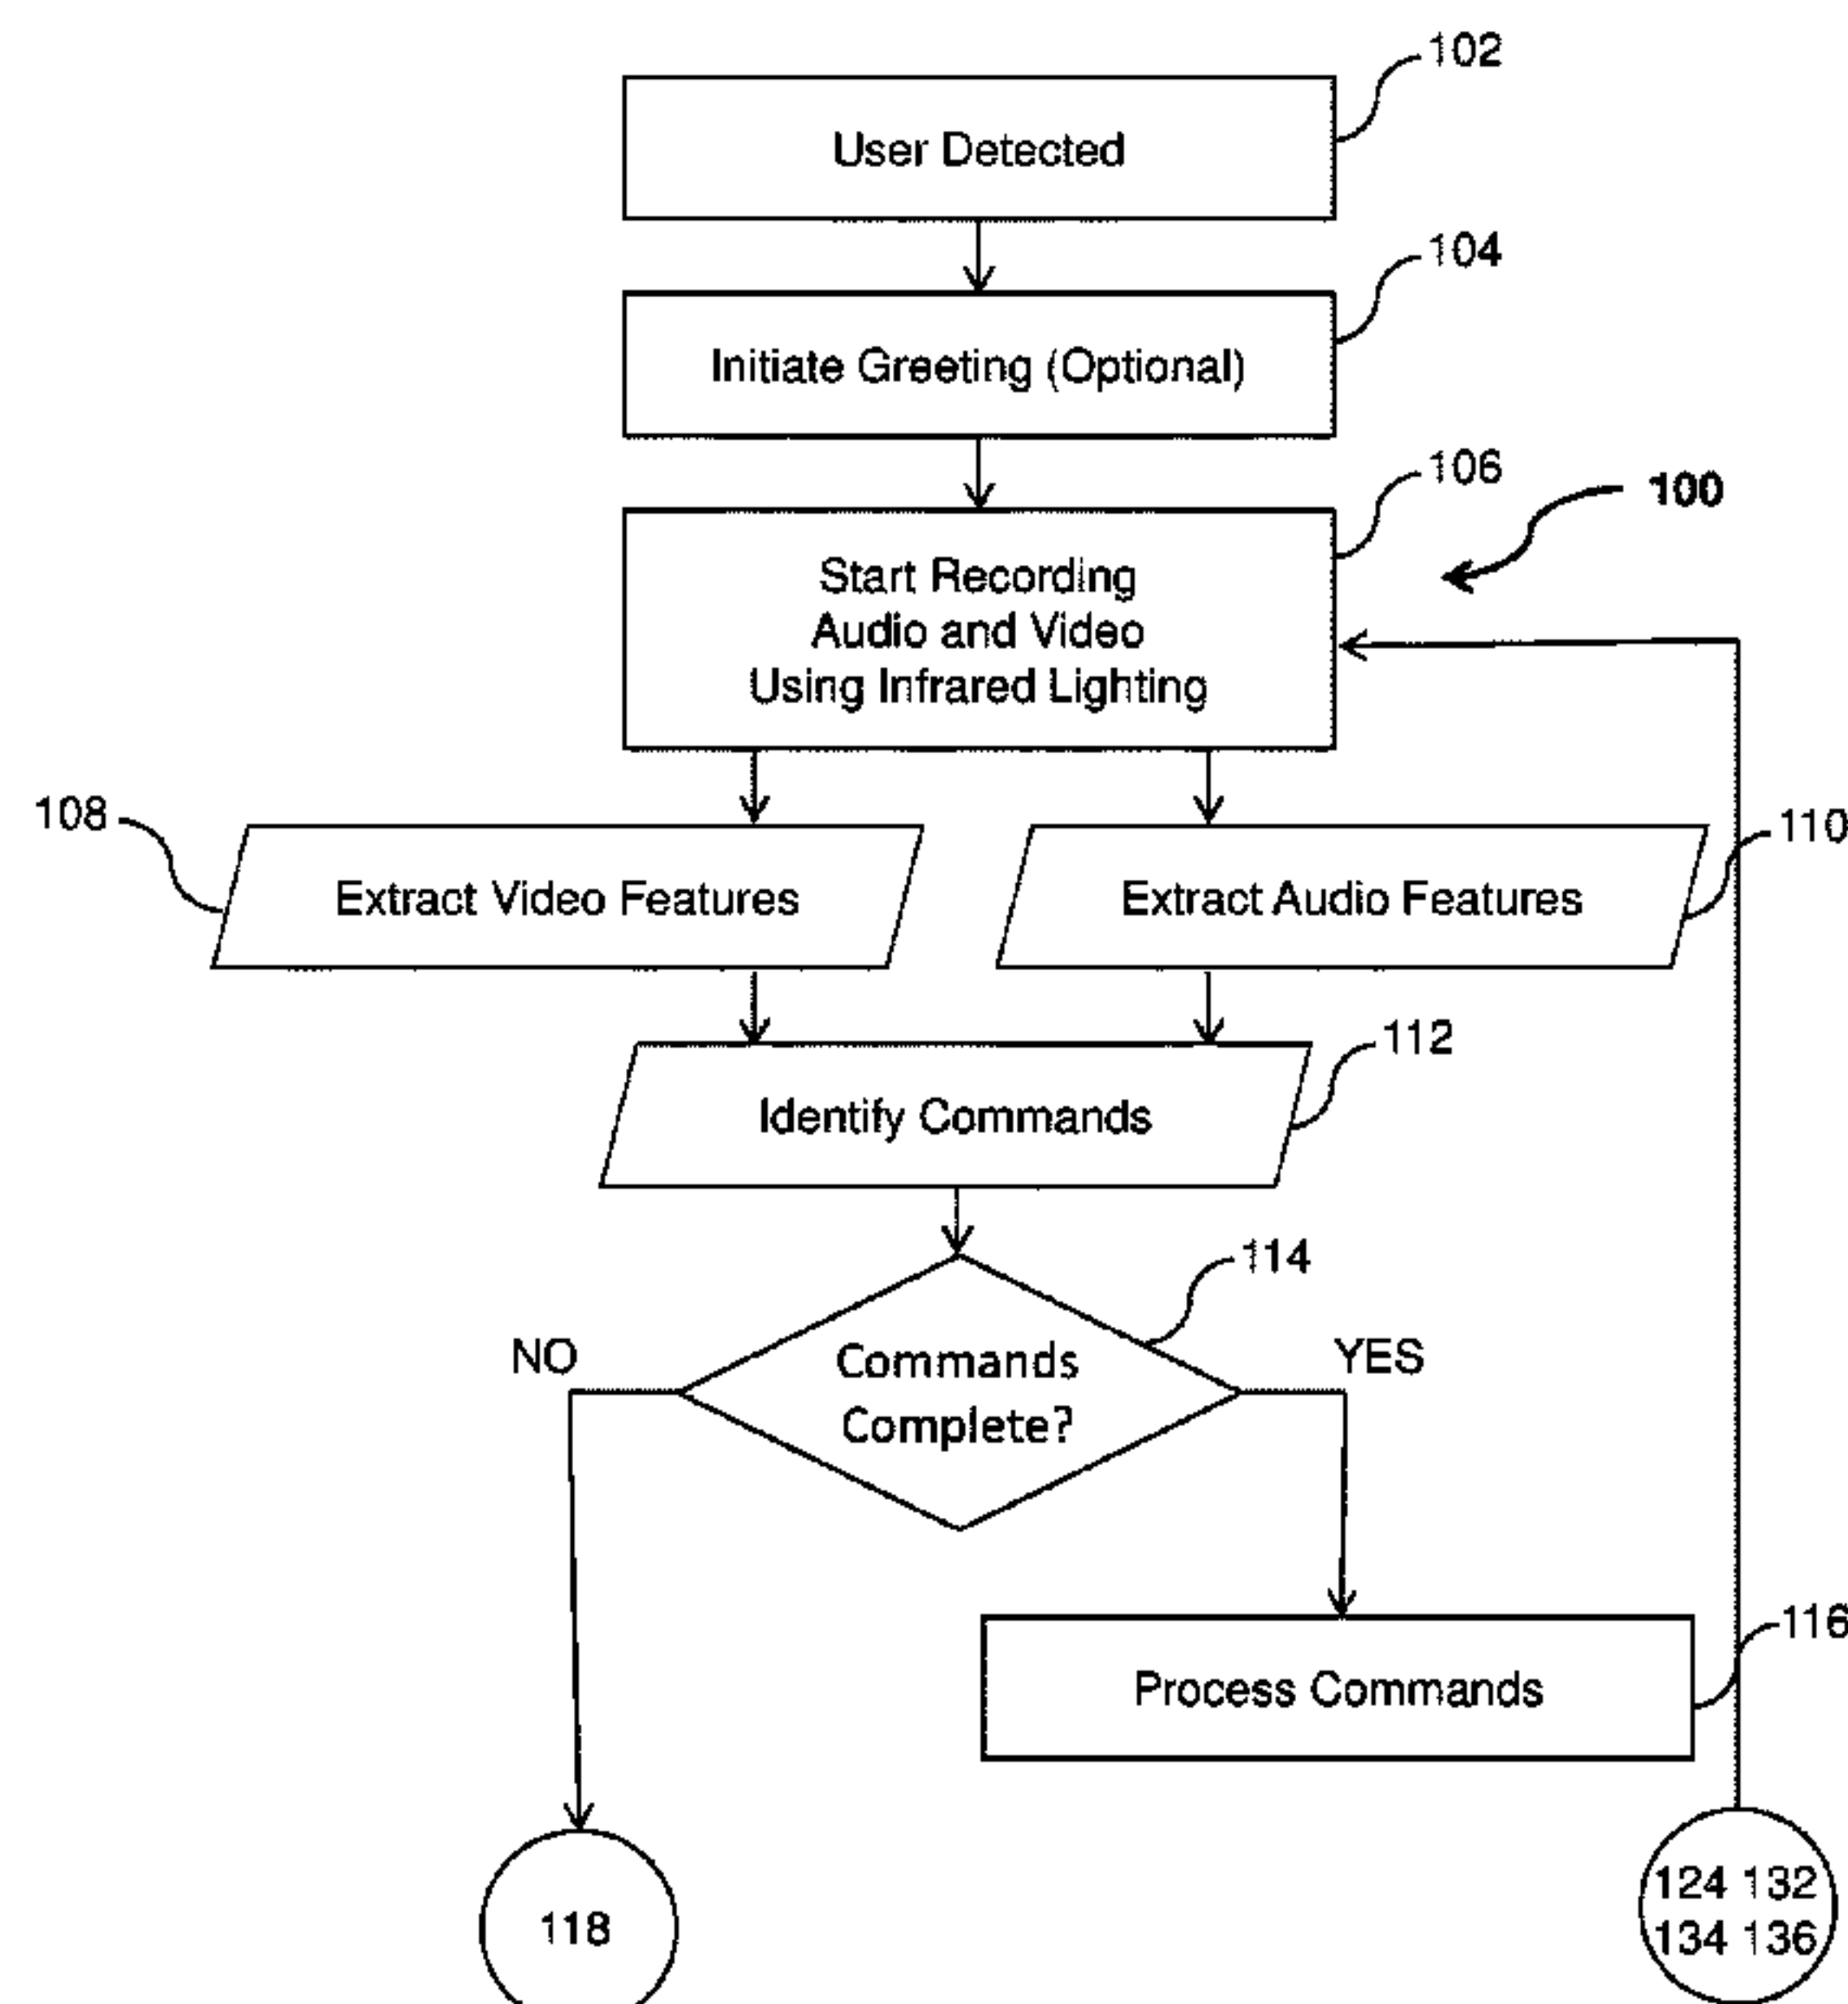 102
User Detected
104
Initiate Greeting (Optional)
106
100
Start Recording
Audio and Video
Using Infrared Lighting
108
110
Extract Video Features
Extract Audio Features
112
Identify Commands
114
NO
YES
Commands
Complete?
116
Process Commands
118
124 132
134 136